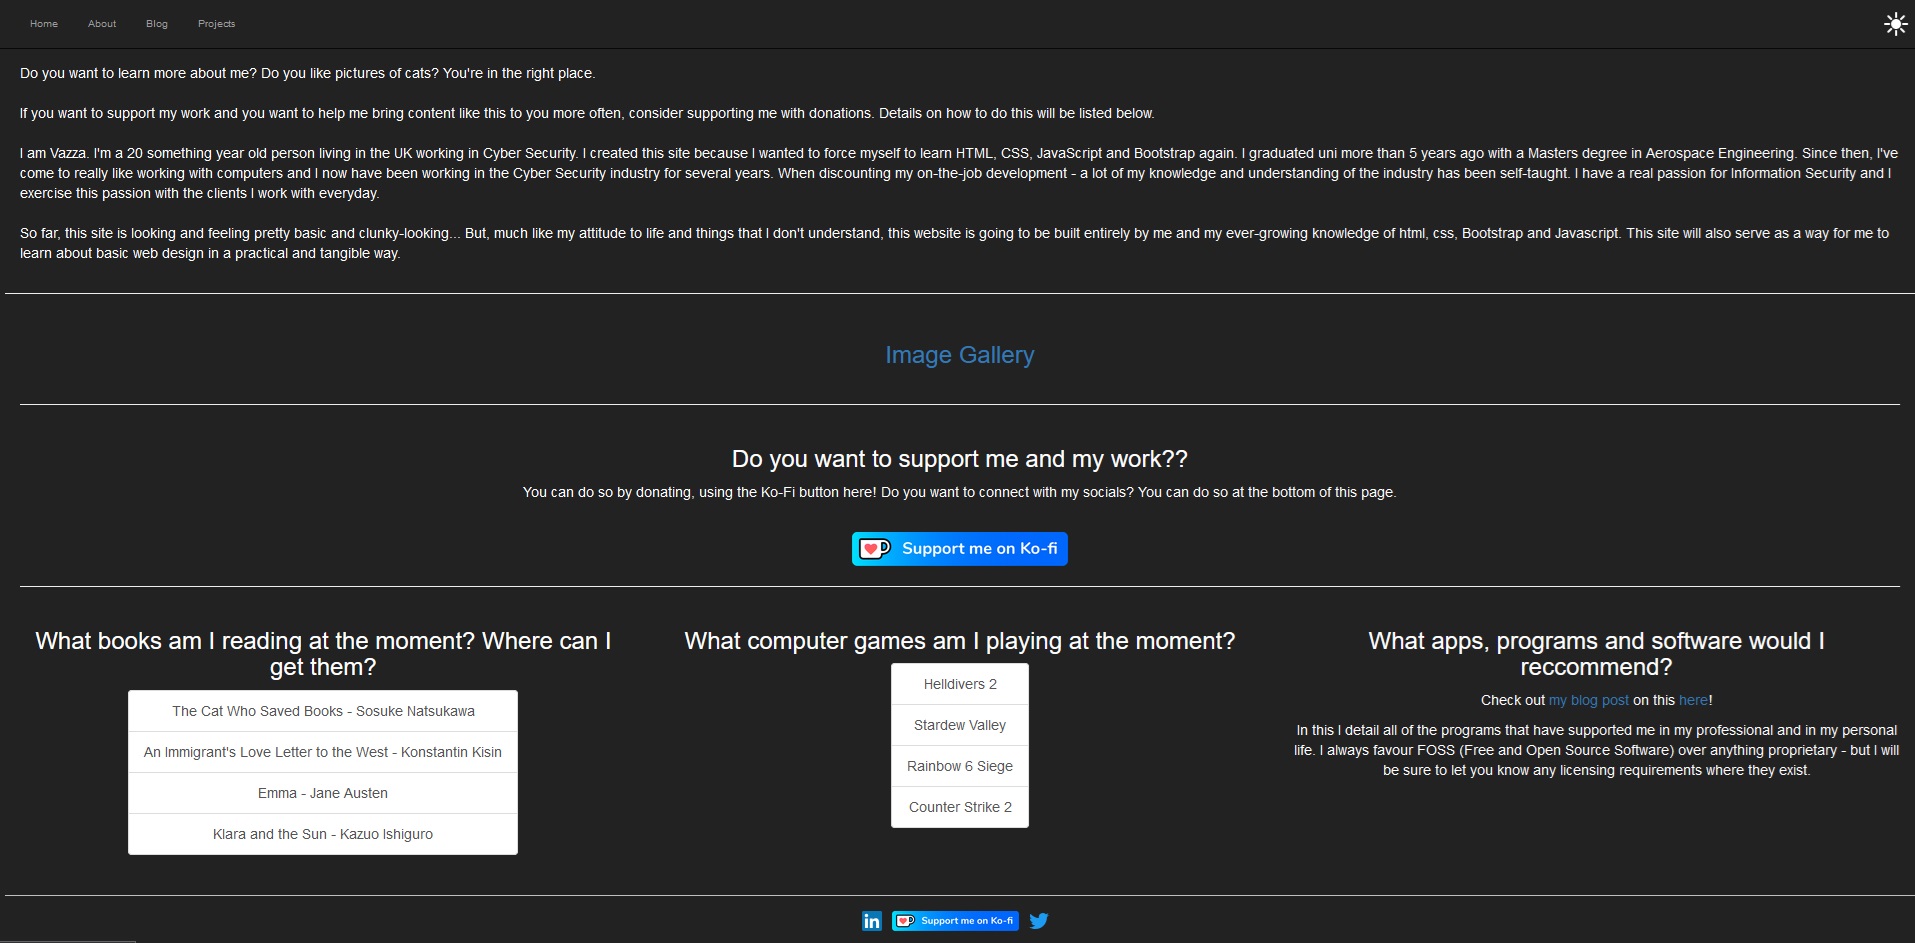 Home About Blog Projects
Do you want to learn more about me? Do you like pictures of cats? You're in the right place.
If you want to support my work and you want to help me bring content like this to you more often, consider supporting me with donations. Details on how to do this will be listed below.
I am Vazza. I'm a 20 something year old person living in the UK working in Cyber Security. I created this site because I wanted to force myself to learn HTML, CSS, JavaScript and Bootstrap again. I graduated uni more than 5 years ago with a Masters degree in Aerospace Engineering. Since then, I've
come to really like working with computers and I now have been working in the Cyber Security industry for several years. When discounting my on-the-job development - a lot of my knowledge and understanding of the industry has been self-taught. I have a real passion for Information Security and I
exercise this passion with the clients I work with everyday.
So far, this site is looking and feeling pretty basic and clunky-looking... But, much like my attitude to life and things that I don't understand, this website is going to be built entirely by me and my ever-growing knowledge of html, css, Bootstrap and Javascript. This site will also serve as a way for me to
learn about basic web design in a practical and tangible way.
Image Gallery
Do you want to support me and my work??
You can do so by donating, using the Ko-Fi button here! Do you want to connect with my socials? You can do so at the bottom of this page.
Support me on Ko-fi
What books am I reading at the moment? Where can I
get them?
The Cat Who Saved Books - Sosuke Natsukawa
An Immigrant's Love Letter to the West - Konstantin Kisin
Emma - Jane Austen
Klara and the Sun - Kazuo Ishiguro
What computer games am I playing at the moment?
Helldivers 2
Stardew Valley
Rainbow 6 Siege
Counter Strike 2
What apps, programs and software would I
reccommend?
Check out my blog post on this here!
In this I detail all of the programs that have supported me in my professional and in my personal
life. I always favour FOSS (Free and Open Source Software) over anything proprietary - but I will
be sure to let you know any licensing requirements where they exist.
in Support me on Ko-fi